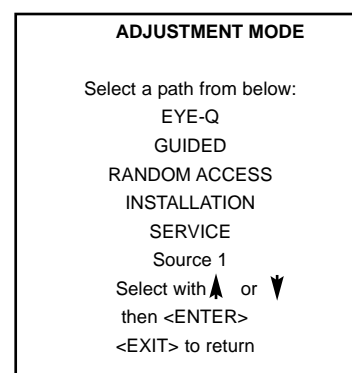 ADJUSTMENT MODE
Select a path from below:
EYE-Q
GUIDED
RANDOM ACCESS
INSTALLATION
SERVICE
Source 1
Select with or
then <ENTER>
<EXIT> to return